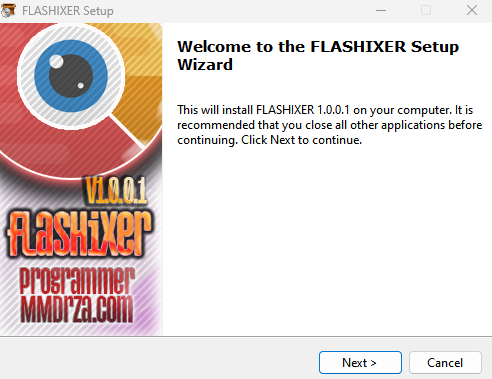 FLASHIXER Setup
Welcome to the FLASHIXER Setup
Wizard
This will install FLASHIXER 1.0.0.1 on your computer. It is
recommended that you close all other applications before
continuing. Click Next to continue.
V1.0.0.1
FLASHiXER
PROGRAMMER
MMDRZA.COM
Next >
Cancel